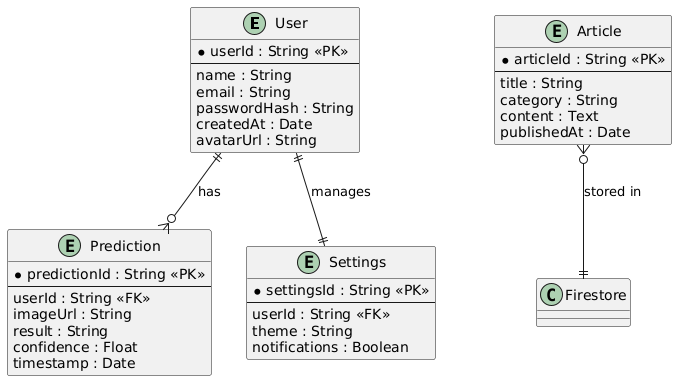 E User
* userId : String «PK»
name : String
email : String
passwordHash : String
createdAt : Date
avatarUrl : String
E Article
* articleId : String «PK»
title : String
category : String
content : Text
publishedAt : Date
has
manages
stored in
E Prediction
* predictionId : String «PK»
userId : String «FK»
imageUrl : String
result : String
confidence : Float
timestamp : Date
E Settings
* settingsId : String «PK»
userId : String «FK»
theme : String
notifications : Boolean
C Firestore